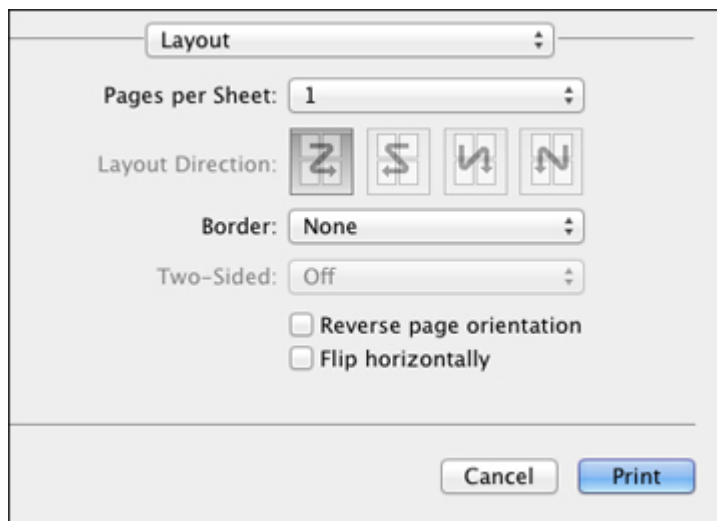 Layout
Pages per Sheet: 1
Layout Direction:
Border: None
Two-Sided: Off
Reverse page orientation
Flip horizontally
Cancel Print